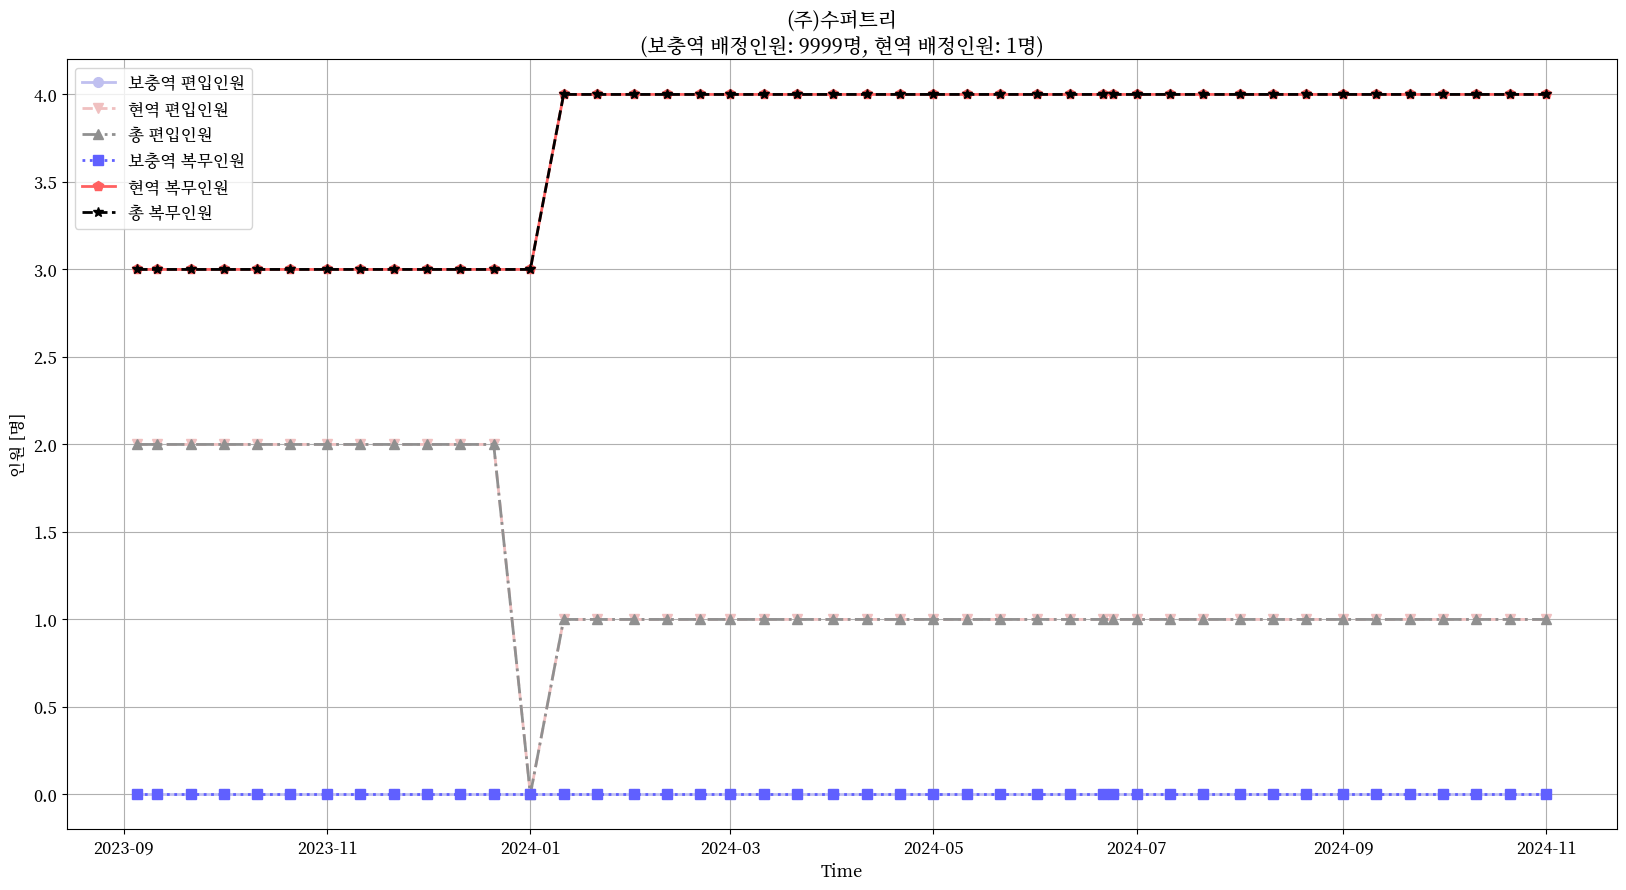 (주)수퍼트리
(보충역 배정인원: 9999명, 현역 배정인원: 1명)
보충역 편입인원
현역 편입인원
총 편입인원
보충역 복무인원
현역 복무인원
총 복무인원
4.0
3.5
3.0
2.5
2.0
1.5
1.0
0.5
0.0
인원 [명]
2023-09
2023-11
2024-01
2024-03
2024-05
2024-07
2024-09
2024-11
Time